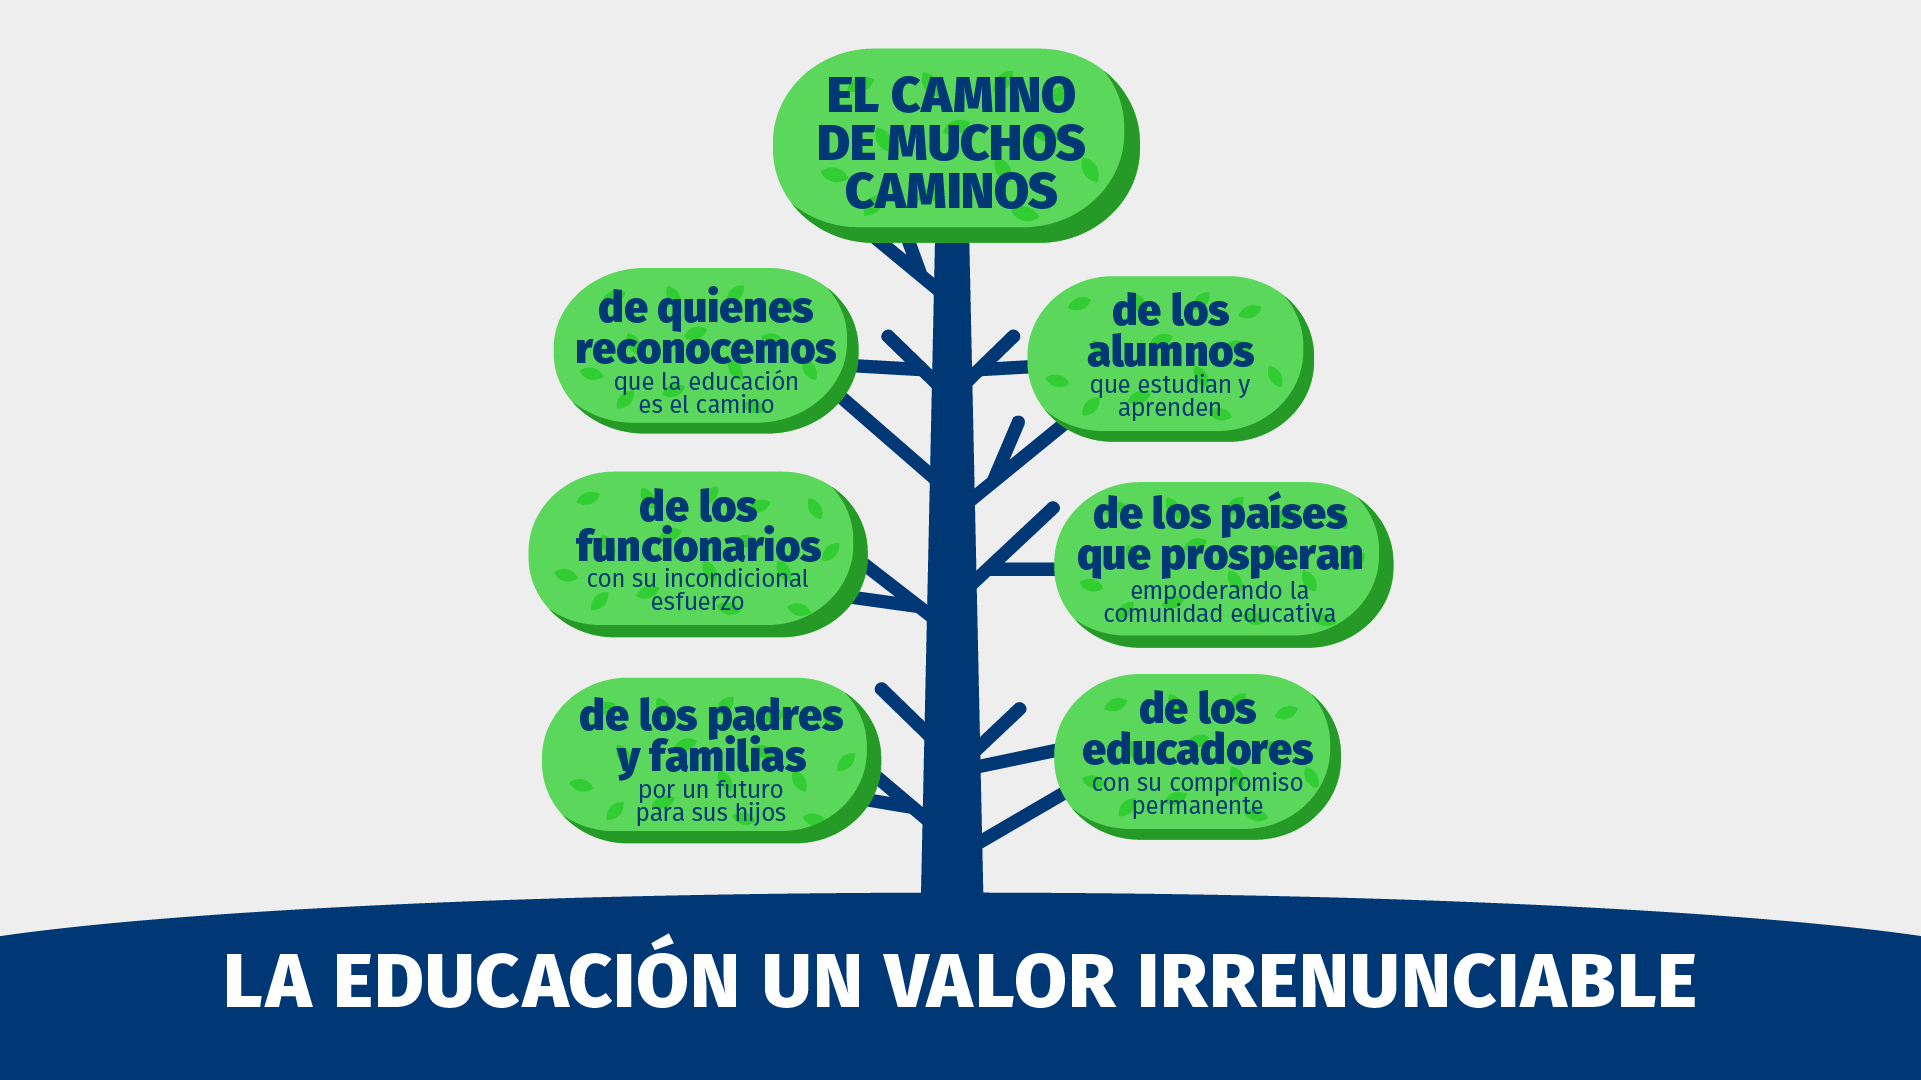 EL CAMINO
DE MUCHOS
CAMINOS
de quienes
reconocemos
que la educación
es el camino
de los
alumnos
que estudian y
aprenden
de los
funcionarios
con su incondicional
esfuerzo
de los países
que prosperan
empoderando la
comunidad educativa
de los padres
y familias
por un futuro
para sus hijos
de los
educadores
con su compromiso
permanente
LA EDUCACIÓN UN VALOR IRRENUNCIABLE